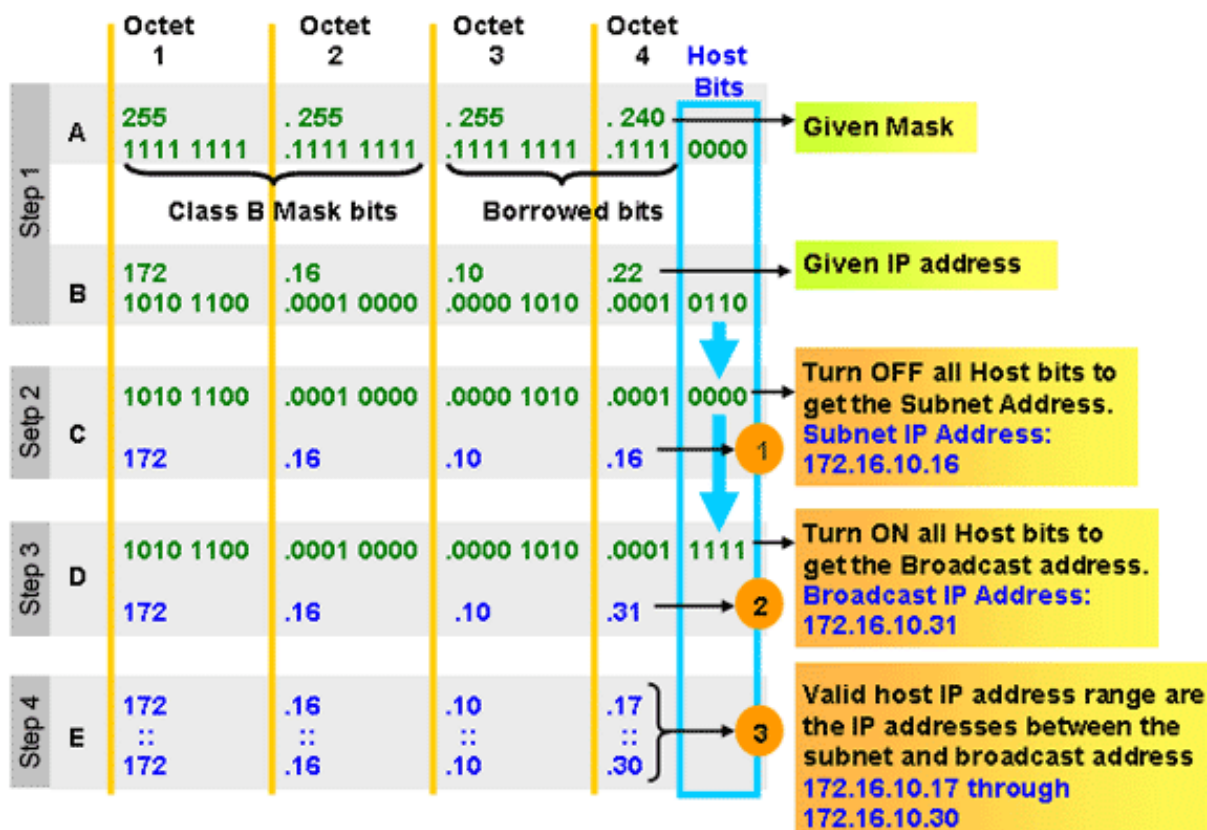 Octet Octet Octet Octet
1 2 3 4 Host
Bits
Step 1
A
255 . 255 . 255 . 240
1111 1111 .1111 1111 .1111 1111 .1111 0000
Given Mask
Class B Mask bits Borrowed bits
B
172 .16 .10 .22
1010 1100 .0001 0000 .0000 1010 .0001 0110
Given IP address
Setp 2
C
1010 1100 .0001 0000 .0000 1010 .0001 0000
172 .16 .10 .16
1
Turn OFF all Host bits to
get the Subnet Address.
Subnet IP Address:
172.16.10.16
Step 3
D
1010 1100 .0001 0000 .0000 1010 .0001 1111
172 .16 .10 .31
2
Turn ON all Host bits to
get the Broadcast address.
Broadcast IP Address:
172.16.10.31
Step 4
E
172 .16 .10 .17
:: :: :: ::
172 .16 .10 .30
3
Valid host IP address range are
the IP addresses between the
subnet and broadcast address
172.16.10.17 through
172.16.10.30